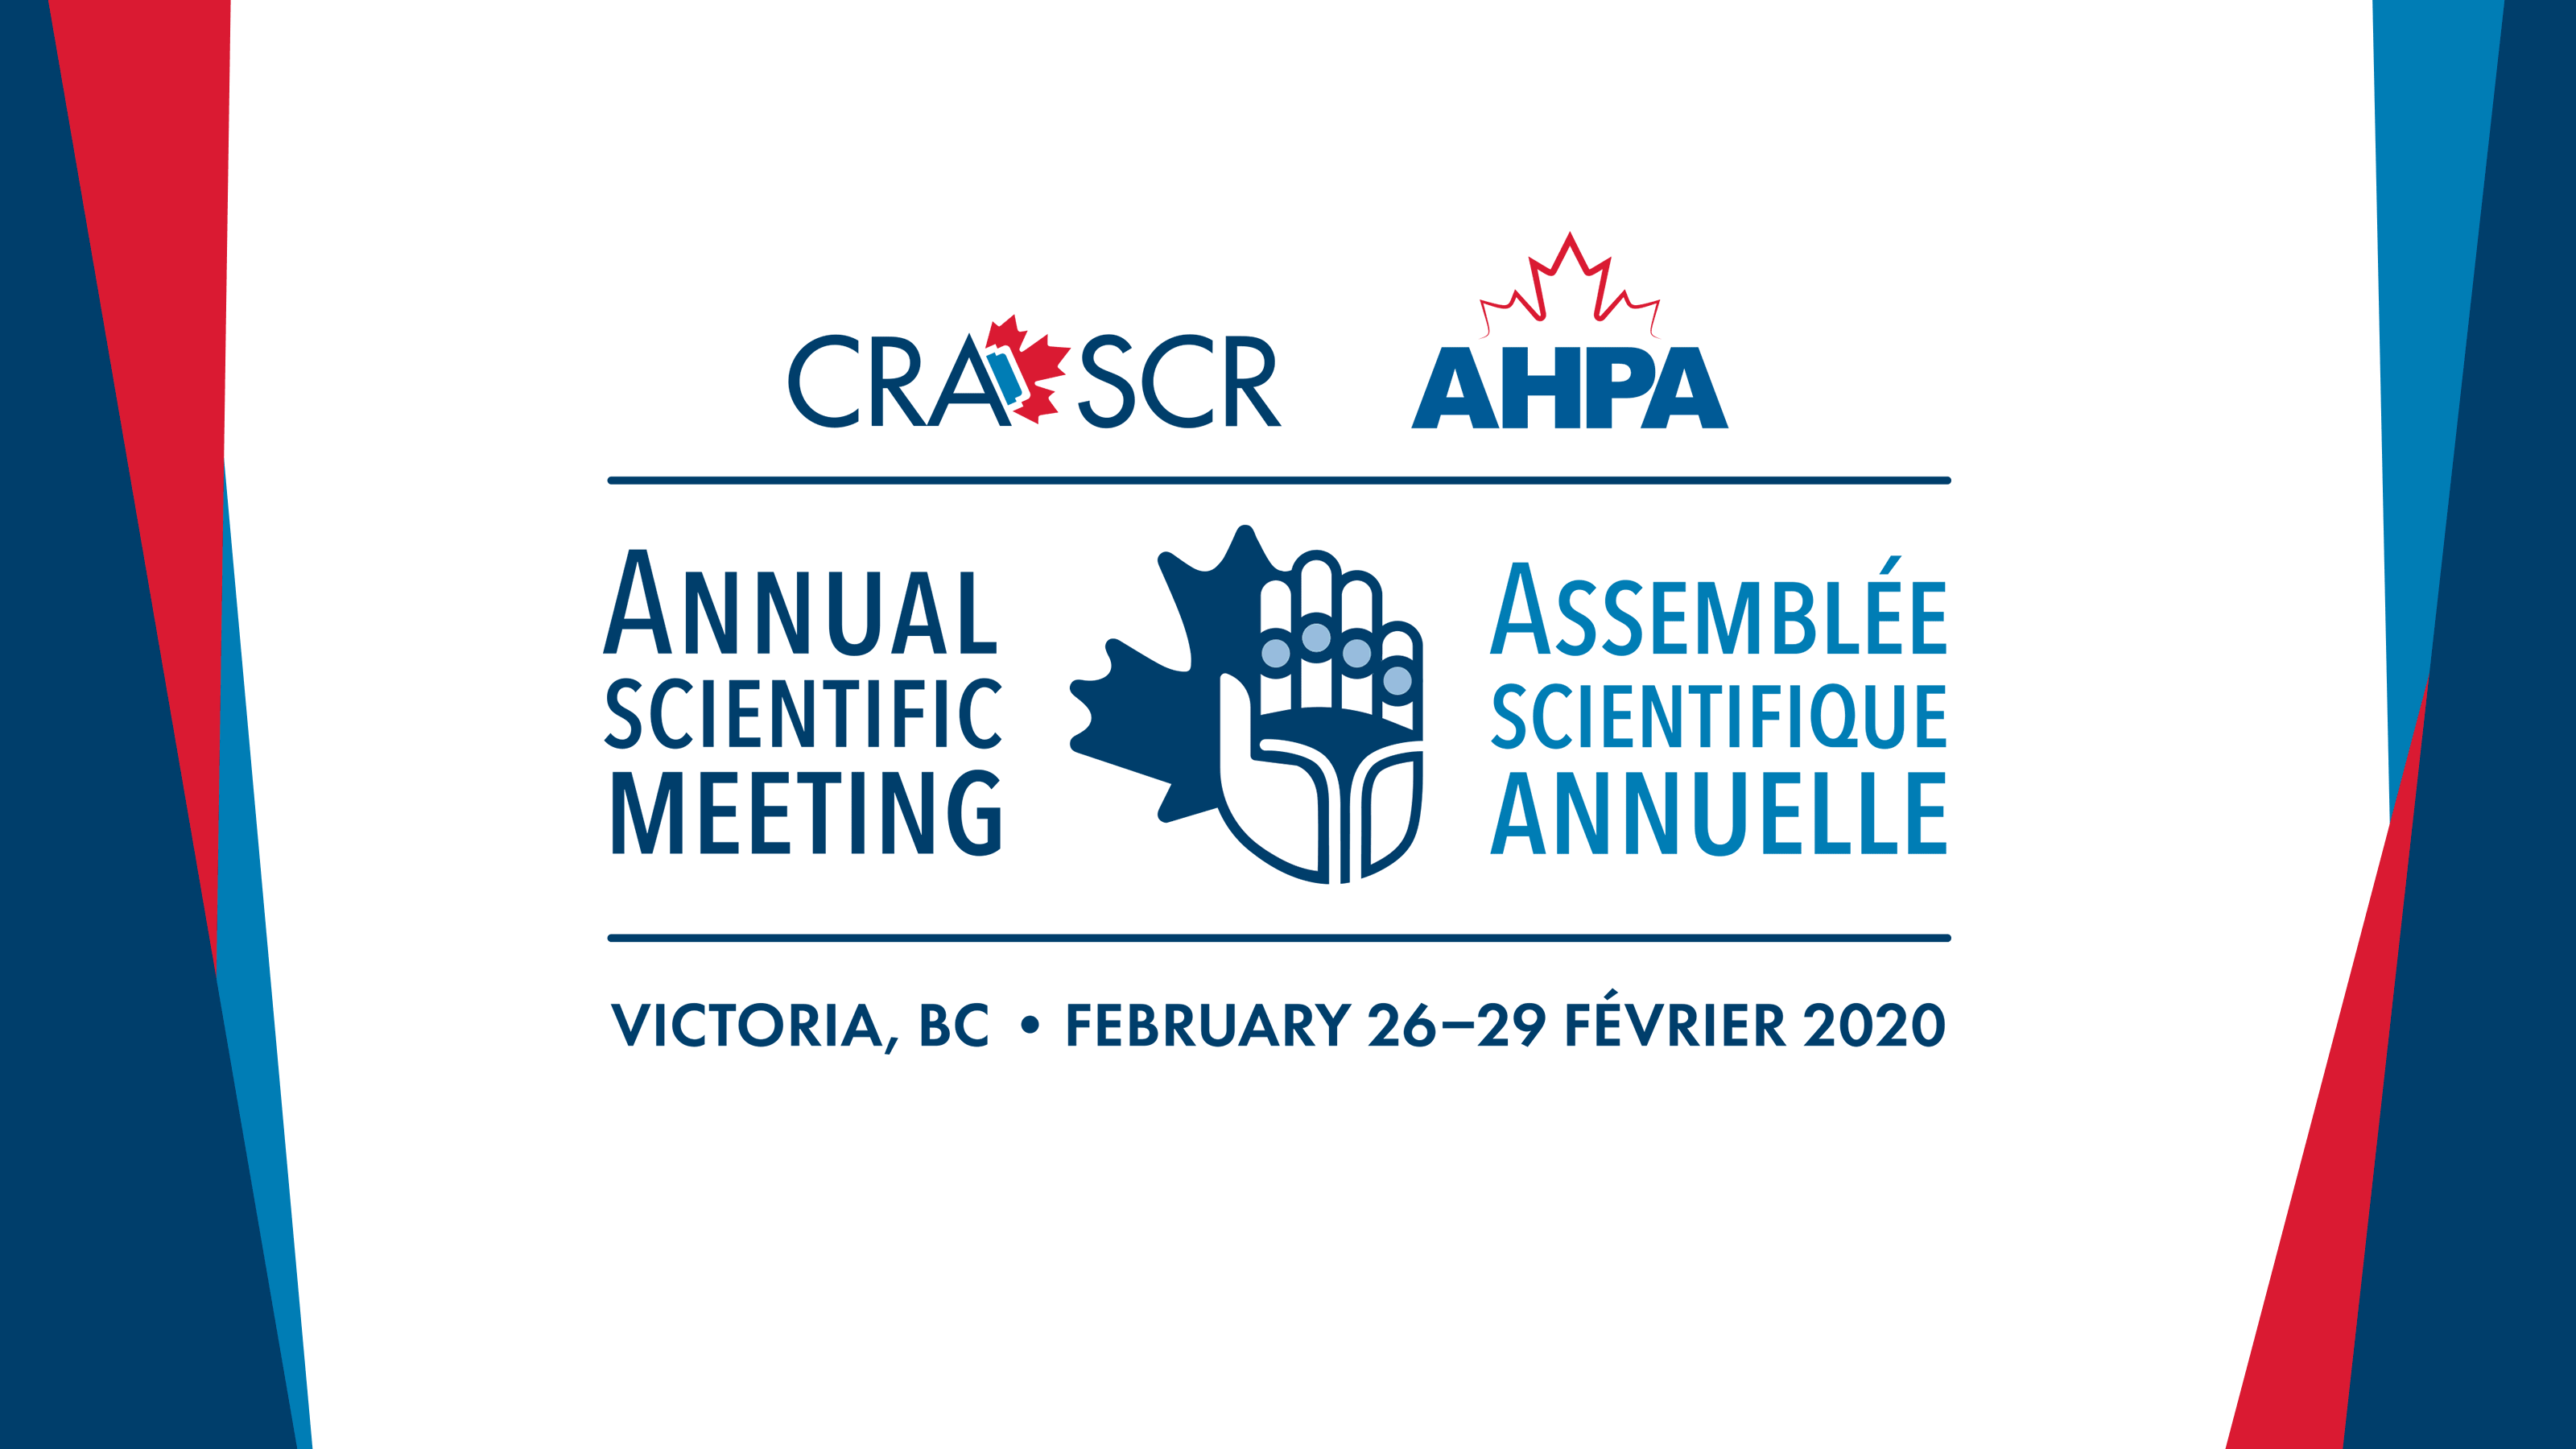 CRA SCR
AHPA
ANNUAL
SCIENTIFIC
MEETING
ASSEMBLÉE
SCIENTIFIQUE
ANNUELLE
VICTORIA, BC • FEBRUARY 26–29 FÉVRIER 2020